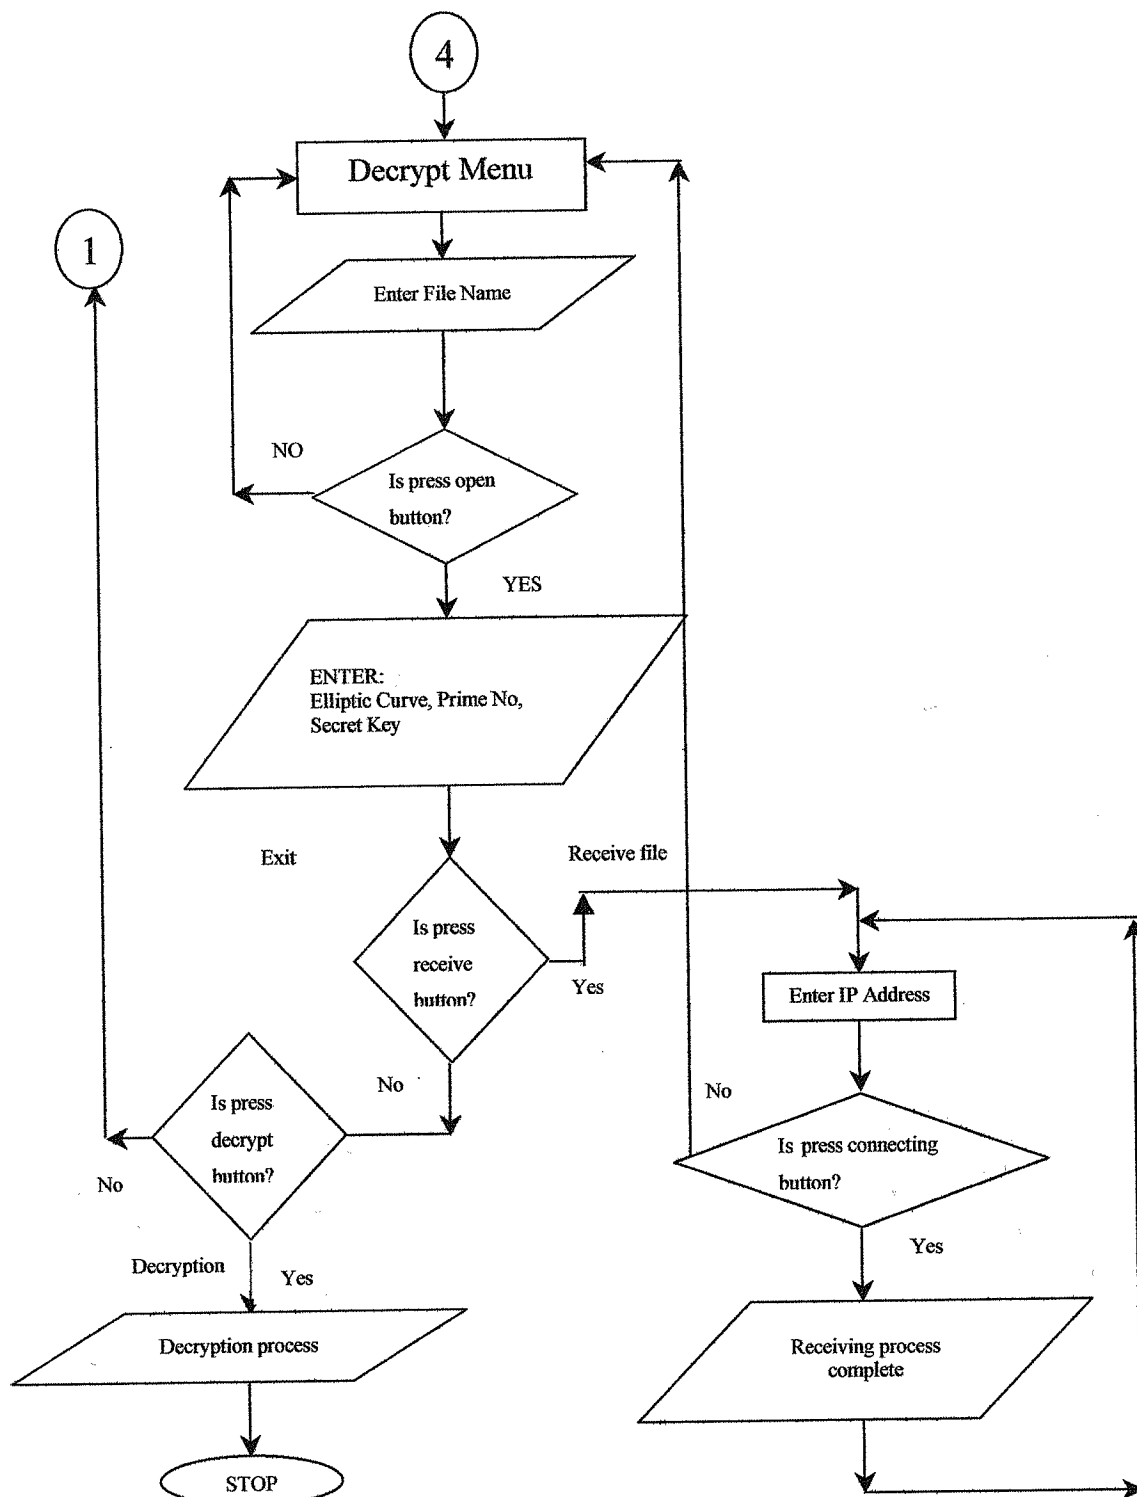 4
Decrypt Menu
1
Enter File Name
NO
Is press open
button?
YES
ENTER:
Elliptic Curve, Prime No,
Secret Key
Exit
Receive file
Is press
receive
button?
Yes
Enter IP Address
No
No
Is press
decrypt
button?
Is press connecting
button?
No
Yes
Decryption
Yes
Decryption process
Receiving process
complete
STOP